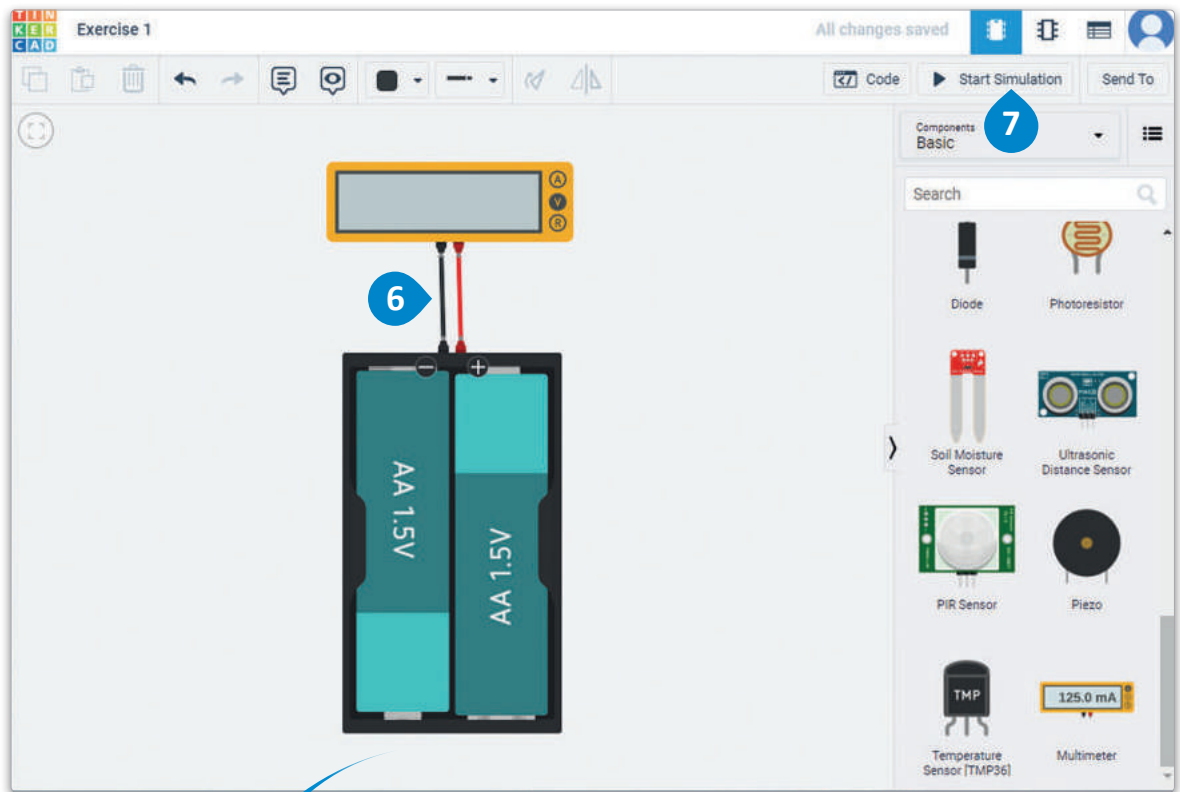 TIN
KER
CAD
Exercise 1
All changes saved
Code
Start Simulation
Send To
7
Components
Basic
Search
A
V
R
6
Diode
Photoresistor
Soil Moisture
Sensor
Ultrasonic
Distance Sensor
AA 1.5V
AA 1.5V
PIR Sensor
Piezo
TMP
125.0 mA
Temperature
Sensor [TMP36]
Multimeter